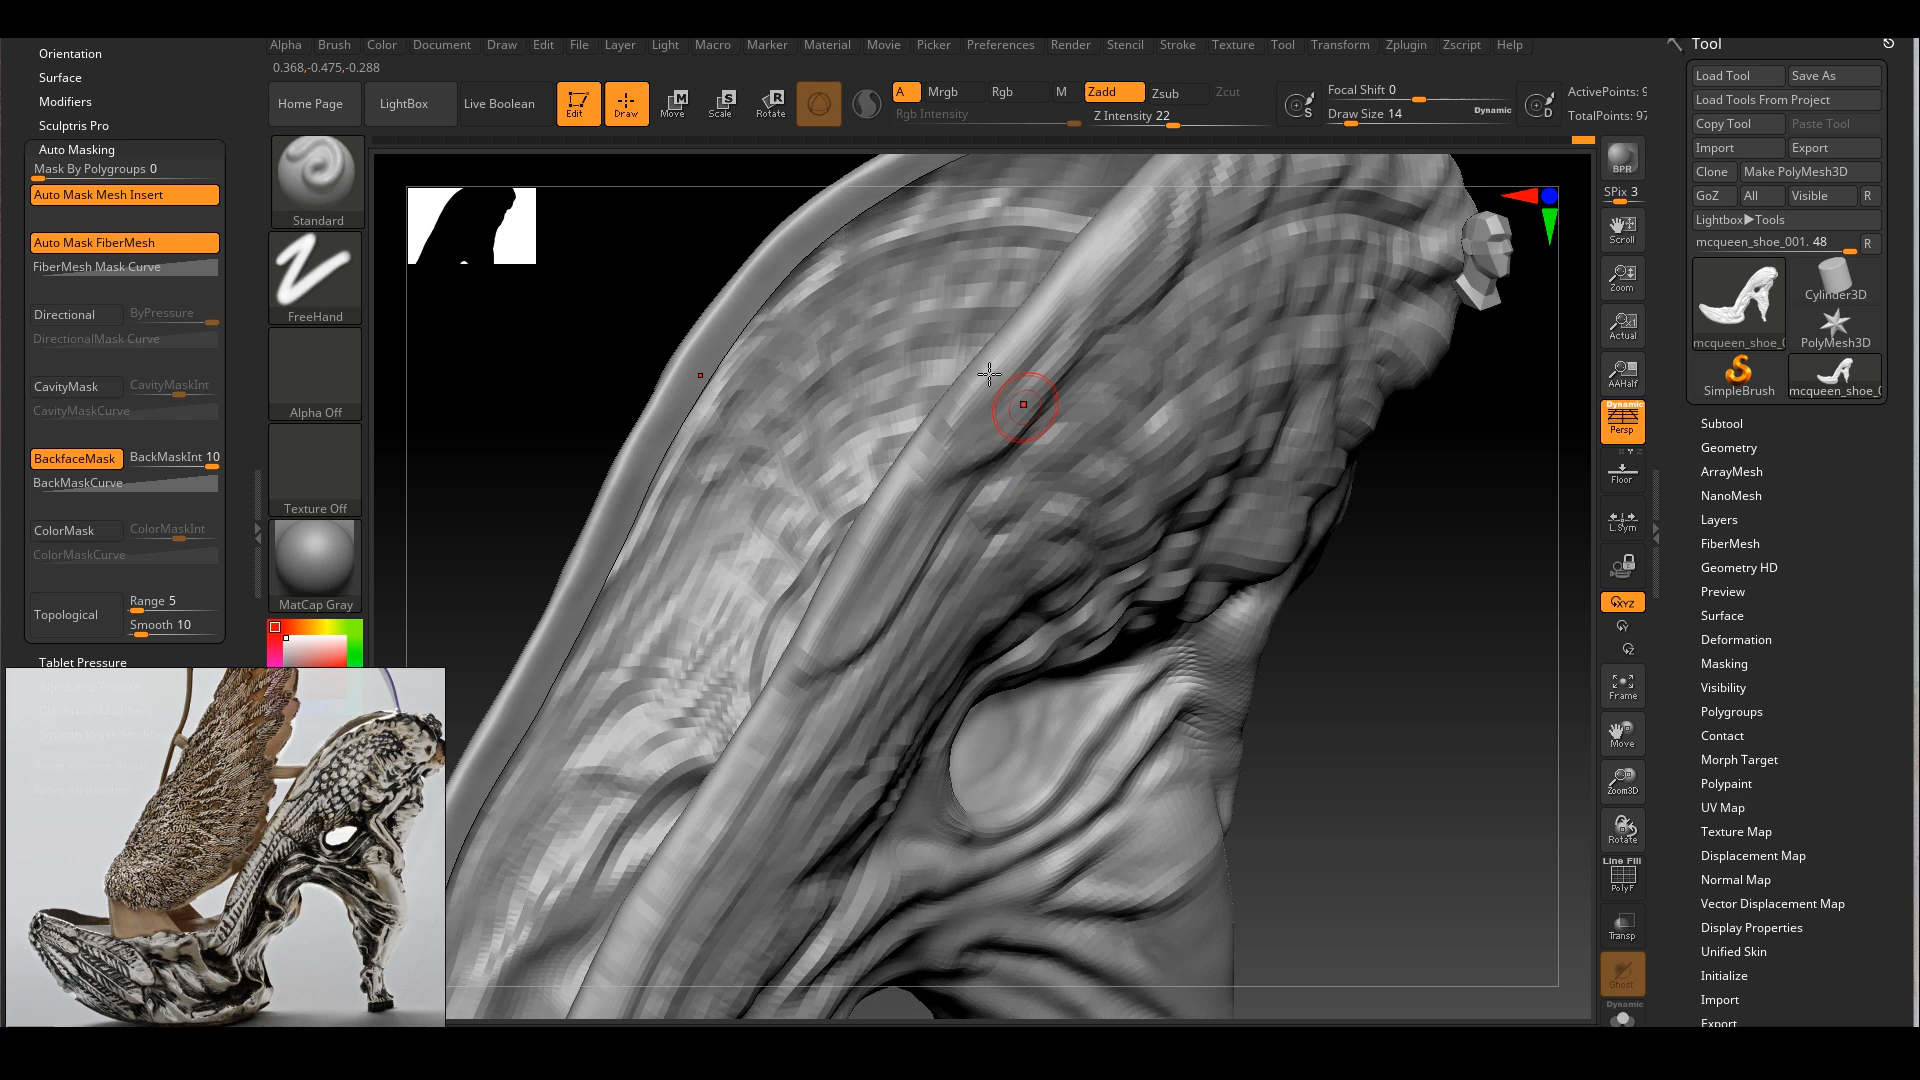 Orientation
Surface
Modifiers
Sculptris Pro
Auto Masking
Mask By Polygroups 0
Auto Mask Mesh Insert
Auto Mask FiberMesh
FiberMesh Mask Curve
Directional ByPressure
DirectionalMask Curve
CavityMask CavityMaskInt
CavityMaskCurve
BackfaceMask BackMaskInt 10
BackMaskCurve
ColorMask ColorMaskInt
ColorMaskCurve
Topological Range 5
Smooth 10
Tablet Pressure
Alpha Brush Color Document Draw Edit File Layer Light Macro Marker Material Movie Picker Preferences Render Stencil Stroke Texture Tool Transform Zplugin Zscript Help
0.368,-0.475,-0.288
Home Page LightBox Live Boolean Edit Draw Move Scale Rotate
A Mrgb Rgb M Zadd Zsub Zcut
Rgb Intensity Z Intensity 22
S Focal Shift 0
Draw Size 14 Dynamic
D ActivePoints: 9
TotalPoints: 97
Standard
FreeHand
Alpha Off
Texture Off
MatCap Gray
BPR
SPix 3
Scroll
Zoom
Actual
AAHalf
Dynamic
Persp
Floor
L.Sym
XYZ
Y
Z
Frame
Move
Zoom3D
Rotate
Line Fill
PolyF
Transp
Ghost
Dynamic
Tool
Load Tool Save As
Load Tools From Project
Copy Tool Paste Tool
Import Export
Clone Make PolyMesh3D
GoZ All Visible R
Lightbox▶Tools
mcqueen_shoe_001. 48 R
Cylinder3D
mcqueen_shoe_0 PolyMesh3D
SimpleBrush mcqueen_shoe_0
Subtool
Geometry
ArrayMesh
NanoMesh
Layers
FiberMesh
Geometry HD
Preview
Surface
Deformation
Masking
Visibility
Polygroups
Contact
Morph Target
Polypaint
UV Map
Texture Map
Displacement Map
Normal Map
Vector Displacement Map
Display Properties
Unified Skin
Initialize
Import
Export